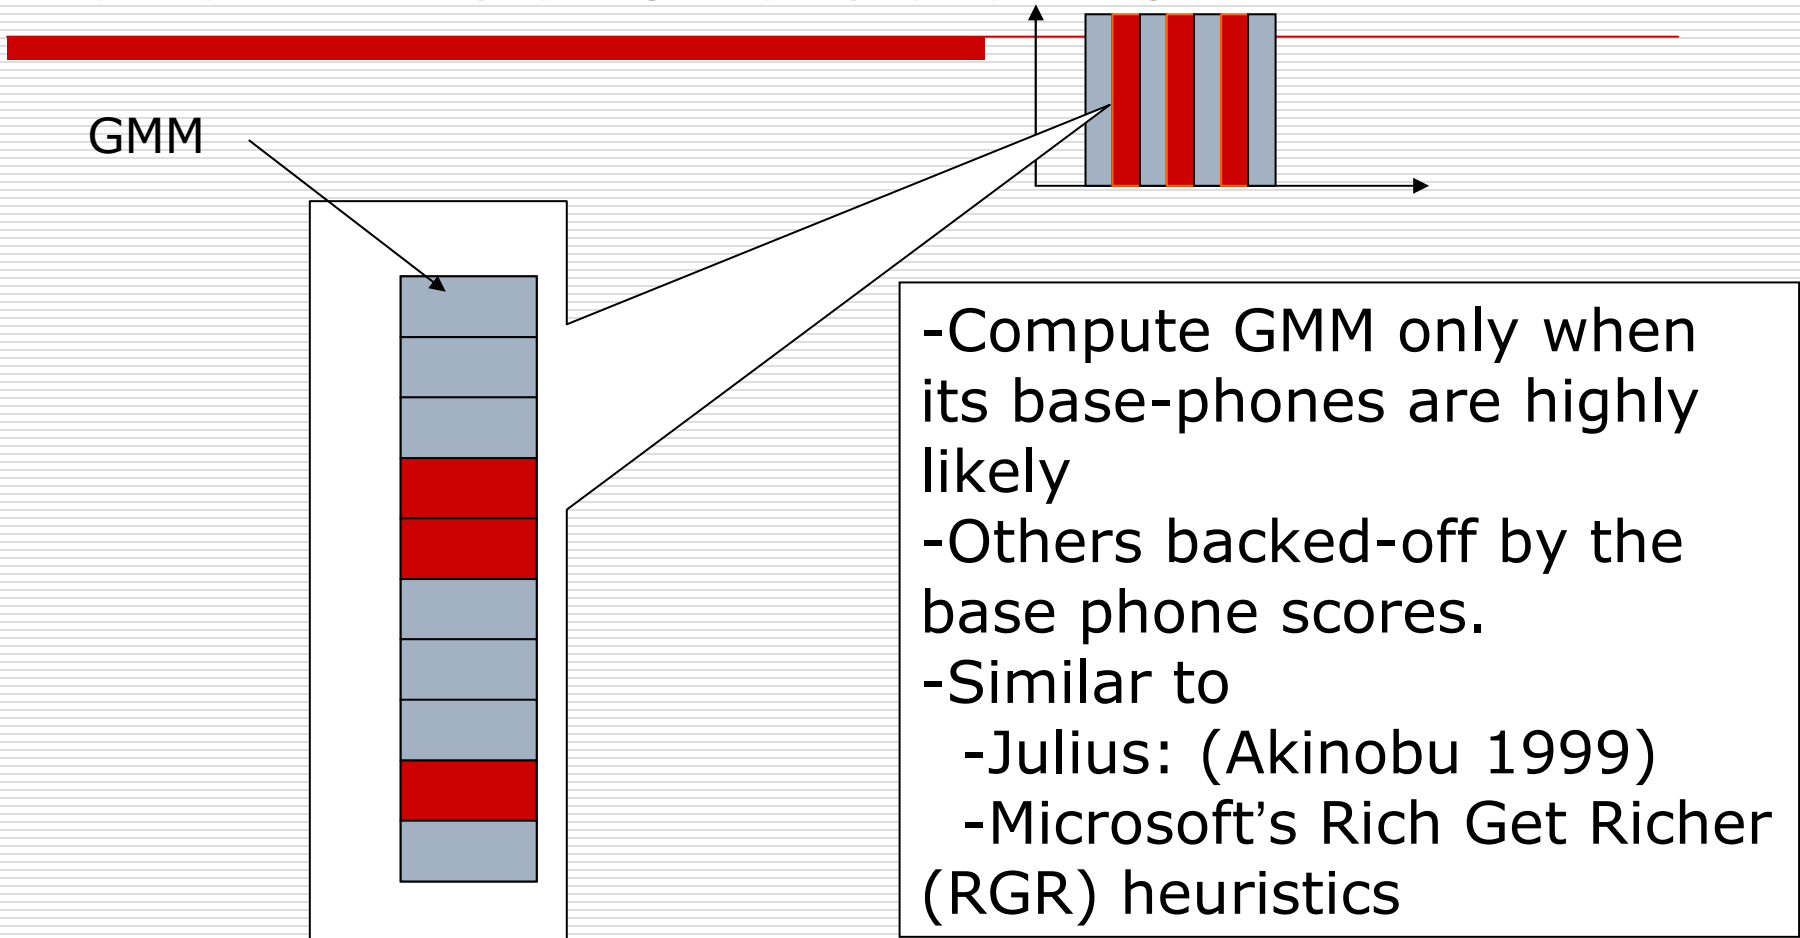 GMM
-Compute GMM only when
its base-phones are highly
likely
-Others backed-off by the
base phone scores.
-Similar to
-Julius: (Akinobu 1999)
-Microsoft’s Rich Get Richer
(RGR) heuristics